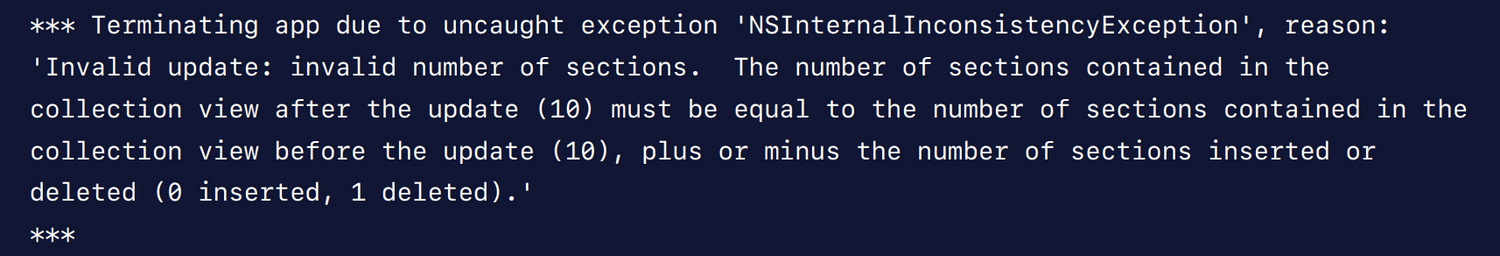 *** Terminating app due to uncaught exception 'NSInternalInconsistencyException', reason:
'Invalid update: invalid number of sections.  The number of sections contained in the
collection view after the update (10) must be equal to the number of sections contained in the
collection view before the update (10), plus or minus the number of sections inserted or
deleted (0 inserted, 1 deleted).'
***